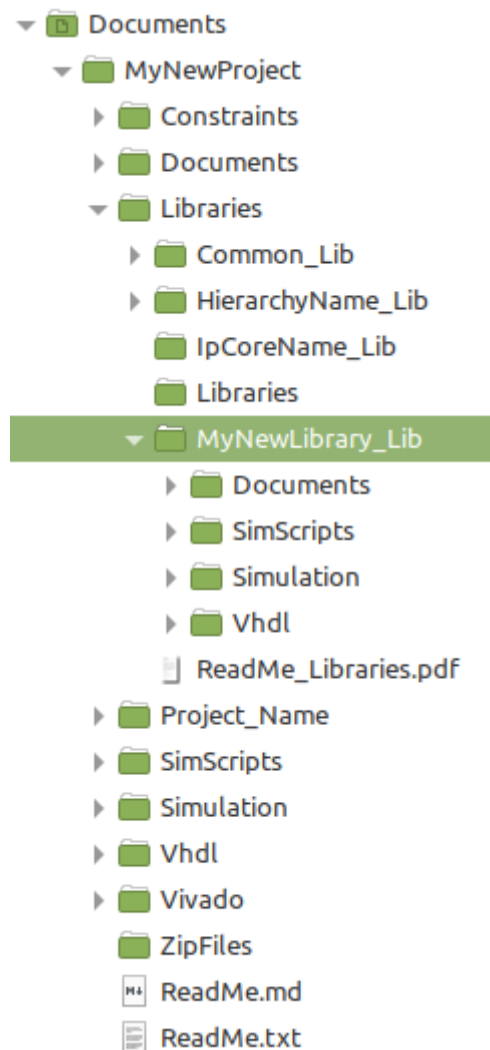 Documents
MyNewProject
Constraints
Documents
Libraries
Common_Lib
HierarchyName_Lib
IpCoreName_Lib
Libraries
MyNewLibrary_Lib
Documents
SimScripts
Simulation
Vhdl
ReadMe_Libraries.pdf
Project_Name
SimScripts
Simulation
Vhdl
Vivado
ZipFiles
ReadMe.md
ReadMe.txt